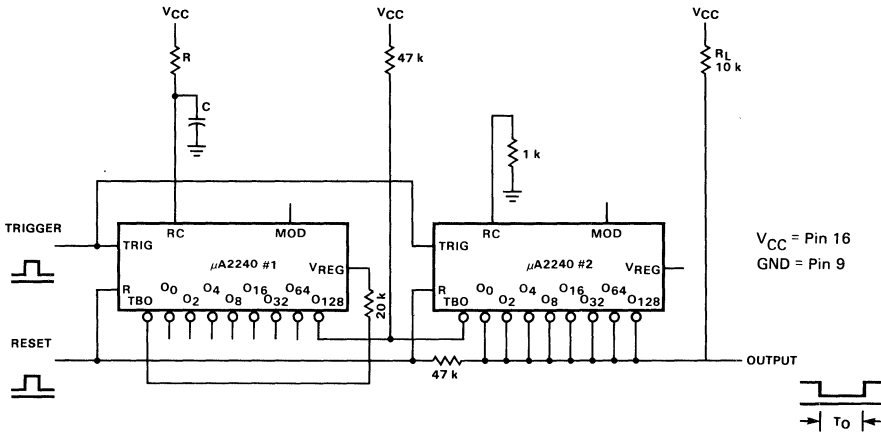 VCC VCC VCC
R
47 k
RL
10 k
C
1 k
TRIGGER
TRIG RC MOD
μA2240 #1
VREG
R
TBO O0 O2 O4 O8 O16 O32 O64 O128
20 k
TRIG RC MOD
μA2240 #2
VREG
R
TBO O0 O2 O4 O8 O16 O32 O64 O128
VCC = Pin 16
GND = Pin 9
RESET
47 k
OUTPUT
TO